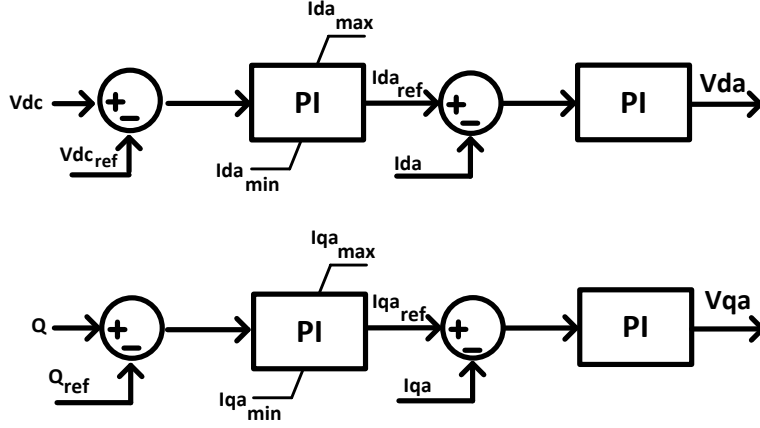 Ida max
Vdc + − PI Ida ref + − PI Vda
Vdc ref
Ida min
Ida
Iqa max
Q + − PI Iqa ref + − PI Vqa
Q ref
Iqa min
Iqa